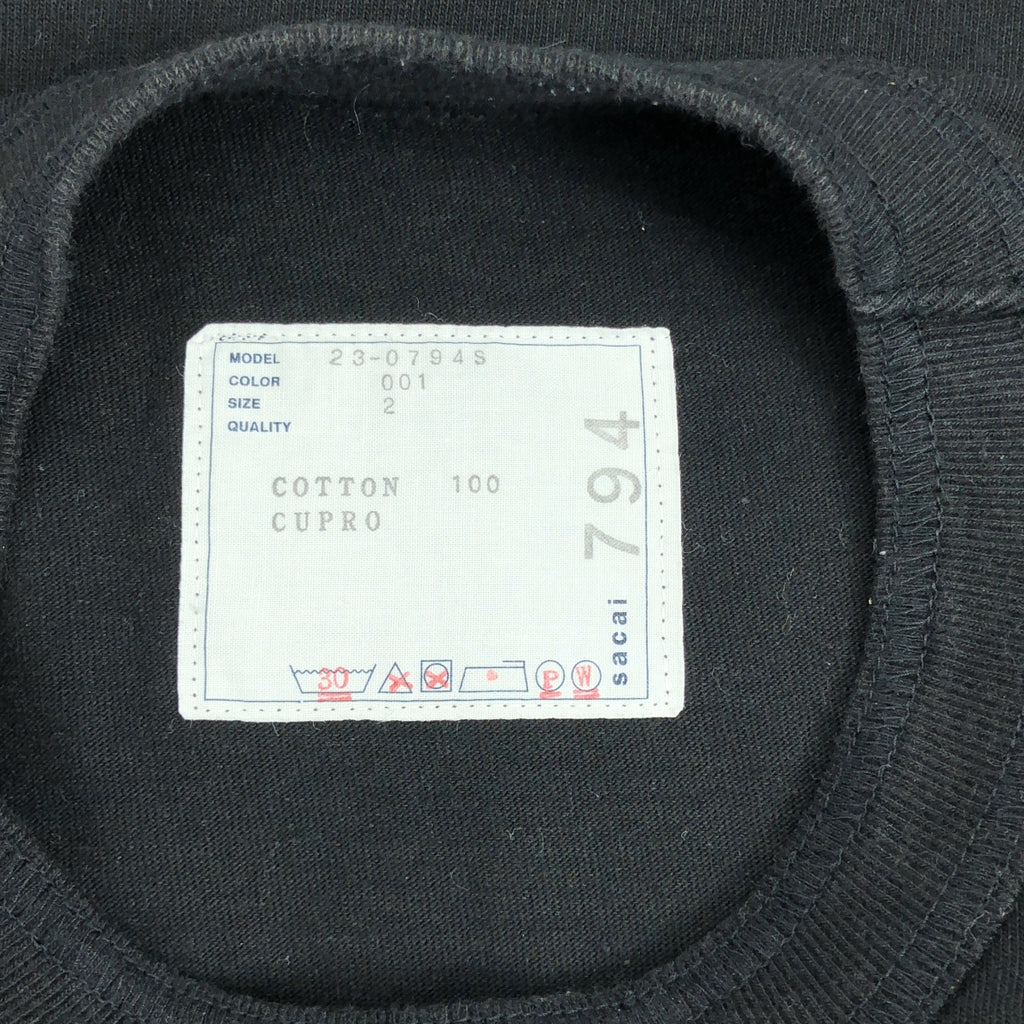 MODEL 23-0794S
COLOR 001
SIZE 2
QUALITY
COTTON 100
CUPRO
794
sacai
30
P
W